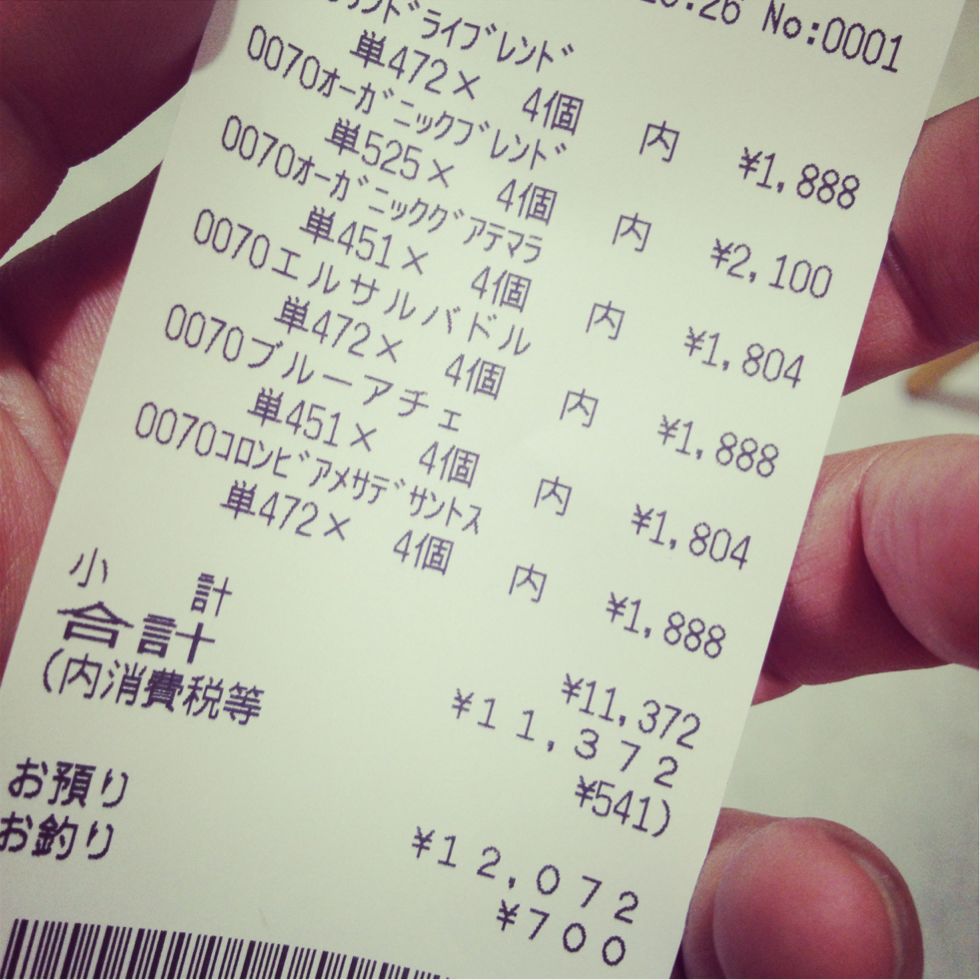 :26 No:0001
ドライブレンド
単472× 4個 内 ¥1,888
0070オーガニックブレンド
単525× 4個 内 ¥2,100
0070オーガニックグアテマラ
単451× 4個 内 ¥1,804
0070エルサルバドル
単472× 4個 内 ¥1,888
0070ブルーアチェ
単451× 4個 内 ¥1,804
0070コロンビアメサデサントス
単472× 4個 内 ¥1,888
小計 ¥11,372
合計 ¥11,372
(内消費税等 ¥541)
お預り ¥12,072
お釣り ¥700